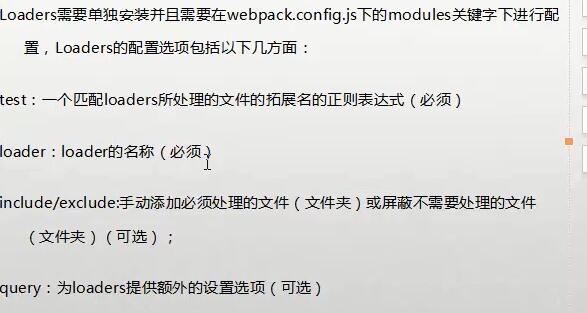 Loaders需要单独安装并且需要在webpack.config.js下的modules关键字下进行配
置，Loaders的配置选项包括以下几方面：
test：一个匹配loaders所处理的文件的拓展名的正则表达式（必须）
loader：loader的名称（必须）
include/exclude:手动添加必须处理的文件（文件夹）或屏蔽不需要处理的文件
（文件夹）（可选）；
query：为loaders提供额外的设置选项（可选）